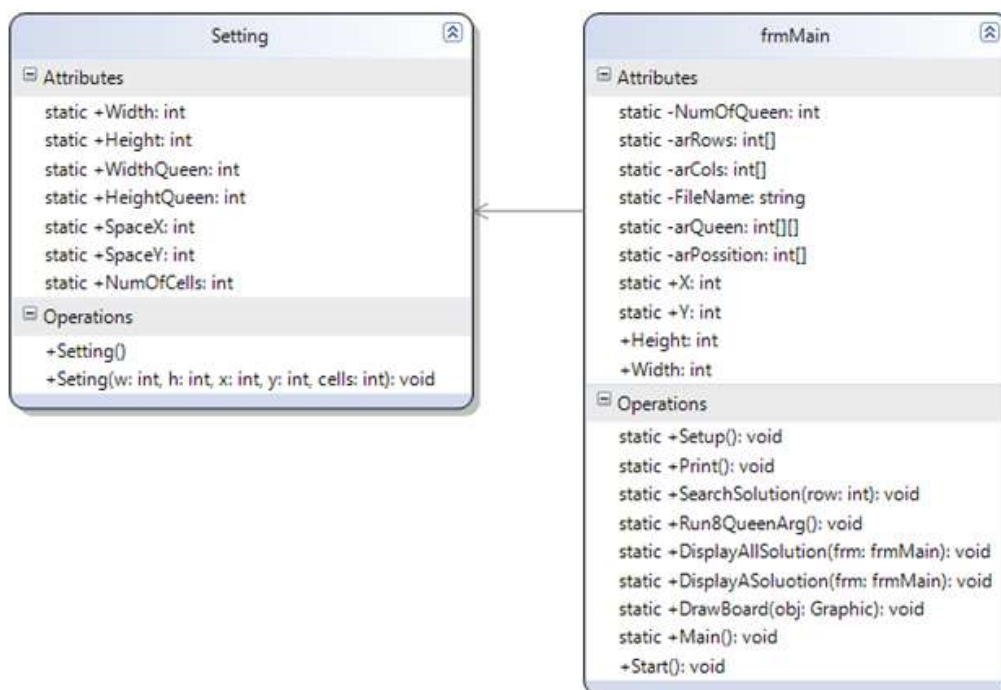 Setting
Attributes
static +Width: int
static +Height: int
static +WidthQueen: int
static +HeightQueen: int
static +SpaceX: int
static +SpaceY: int
static +NumOfCells: int
Operations
+Setting()
+Seting(w: int, h: int, x: int, y: int, cells: int): void
frmMain
Attributes
static -NumOfQueen: int
static -arRows: int[]
static -arCols: int[]
static -FileName: string
static -arQueen: int[][]
static -arPossition: int[]
static +X: int
static +Y: int
+Height: int
+Width: int
Operations
static +Setup(): void
static +Print(): void
static +SearchSolution(row: int): void
static +Run8QueenArg(): void
static +DisplayAllSolution(frm: frmMain): void
static +DisplayASoluotion(frm: frmMain): void
static +DrawBoard(obj: Graphic): void
static +Main(): void
+Start(): void